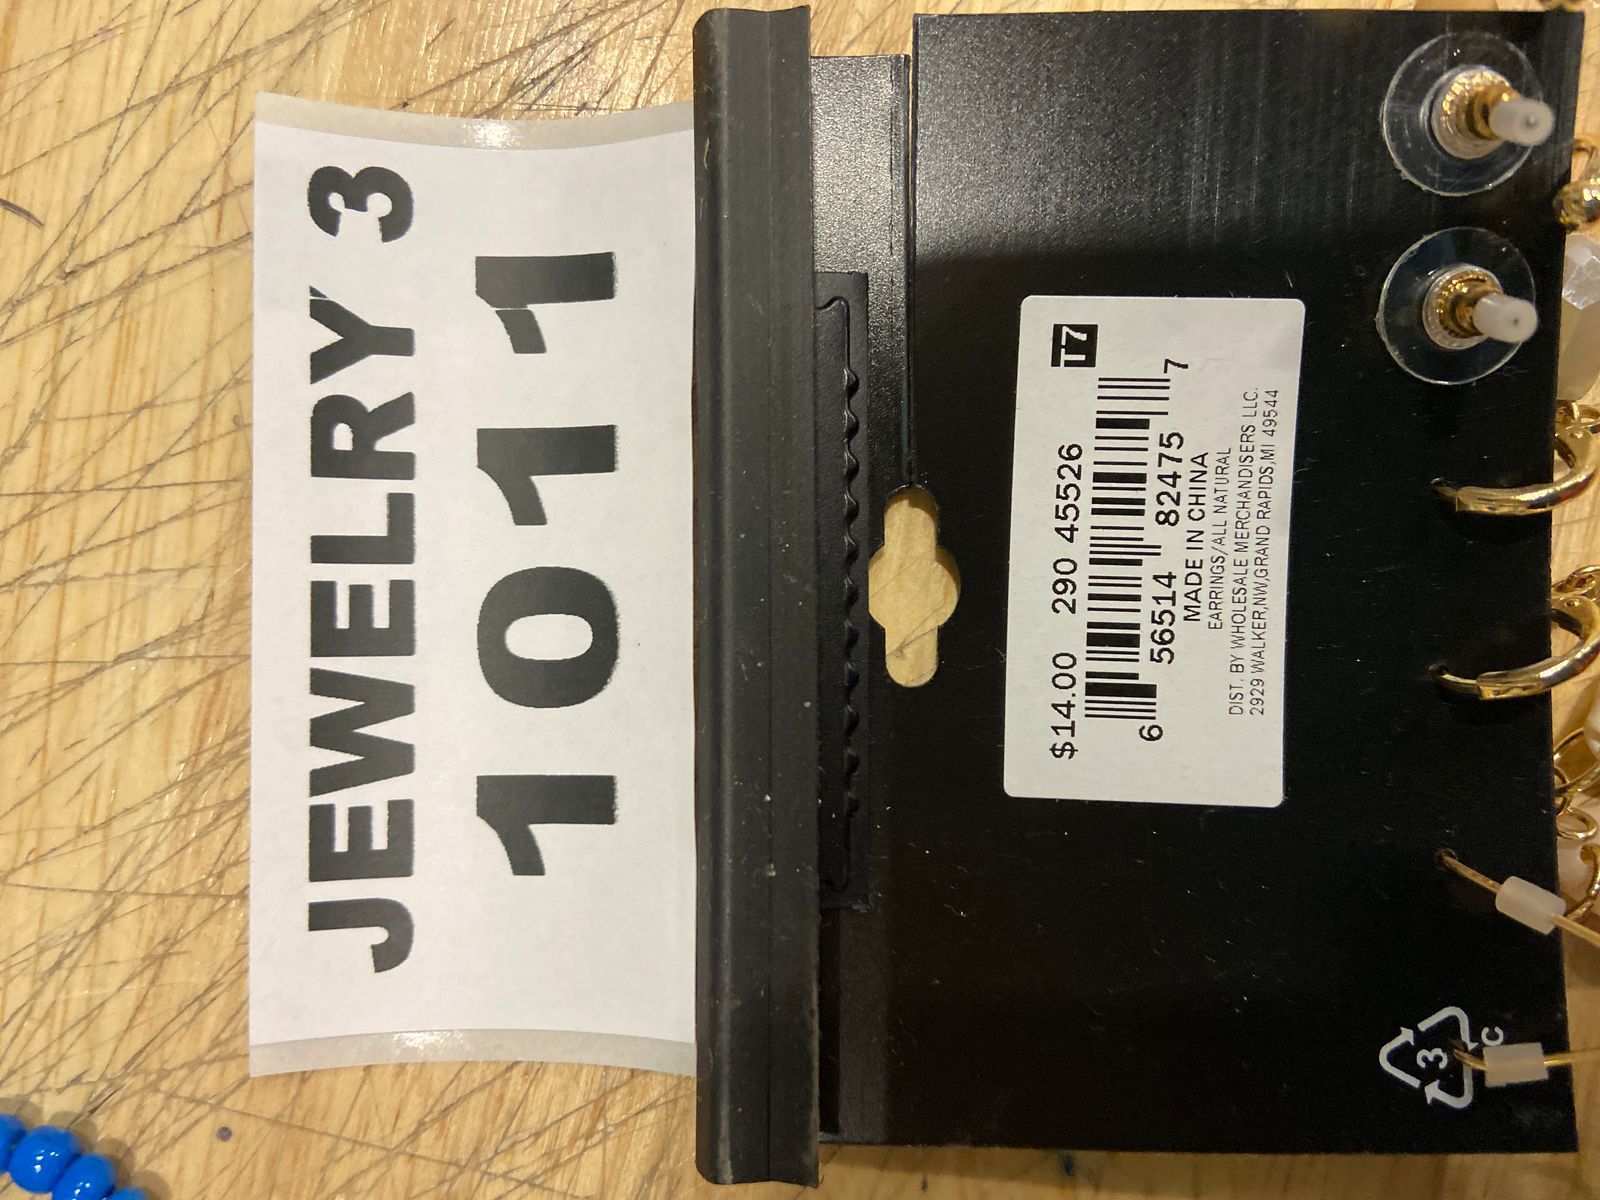 JEWELRY 3
1011
T7
$14.00 290 45526
6 56514 82475 7
MADE IN CHINA
EARRINGS/ALL NATURAL
DIST. BY WHOLESALE MERCHANDISERS LLC.
2929 WALKER,NW,GRAND RAPIDS,MI 49544
3
C